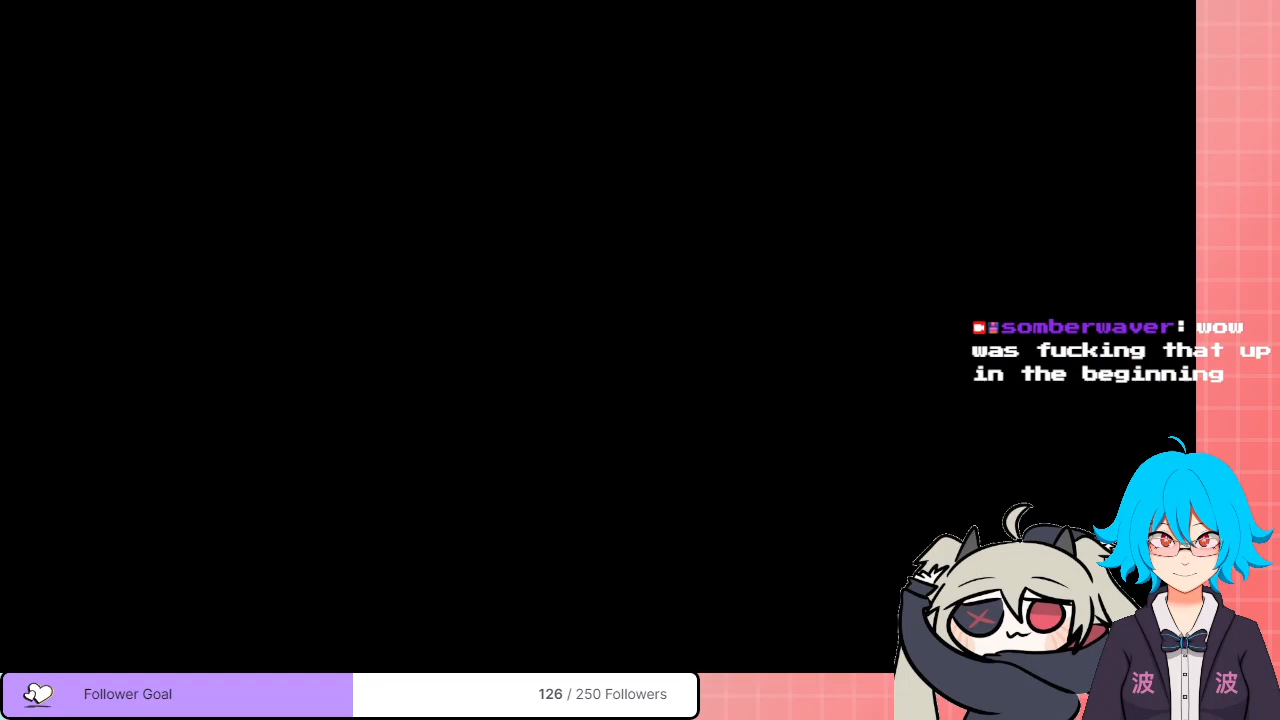 somberwaver: wow
was fucking that up
in the beginning
波 波
Follower Goal 126 / 250 Followers